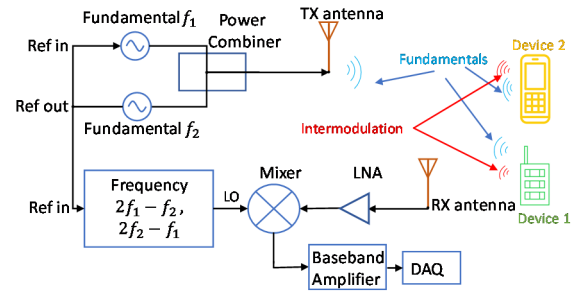 Fundamental f₁
Power
Combiner
TX antenna
Ref in
Fundamentals
Device 2
Ref out
Fundamental f₂
Intermodulation
Frequency
2f₁ − f₂,
2f₂ − f₁
Ref in
LO
Mixer
LNA
RX antenna
Device 1
Baseband
Amplifier
DAQ